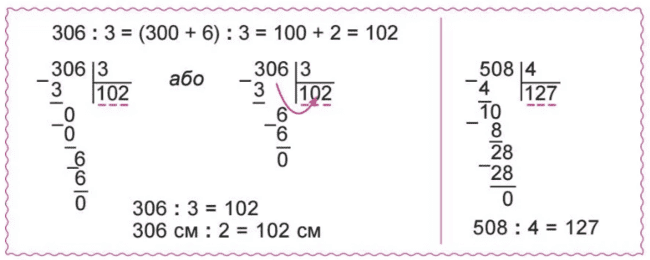 306 : 3 = (300 + 6) : 3 = 100 + 2 = 102
306 | 3
102
– 3
0
– 0
6
– 6
0
або
306 | 3
102
– 3
6
– 6
0
306 : 3 = 102
306 см : 2 = 102 см
508 | 4
127
– 4
10
– 8
28
– 28
0
508 : 4 = 127